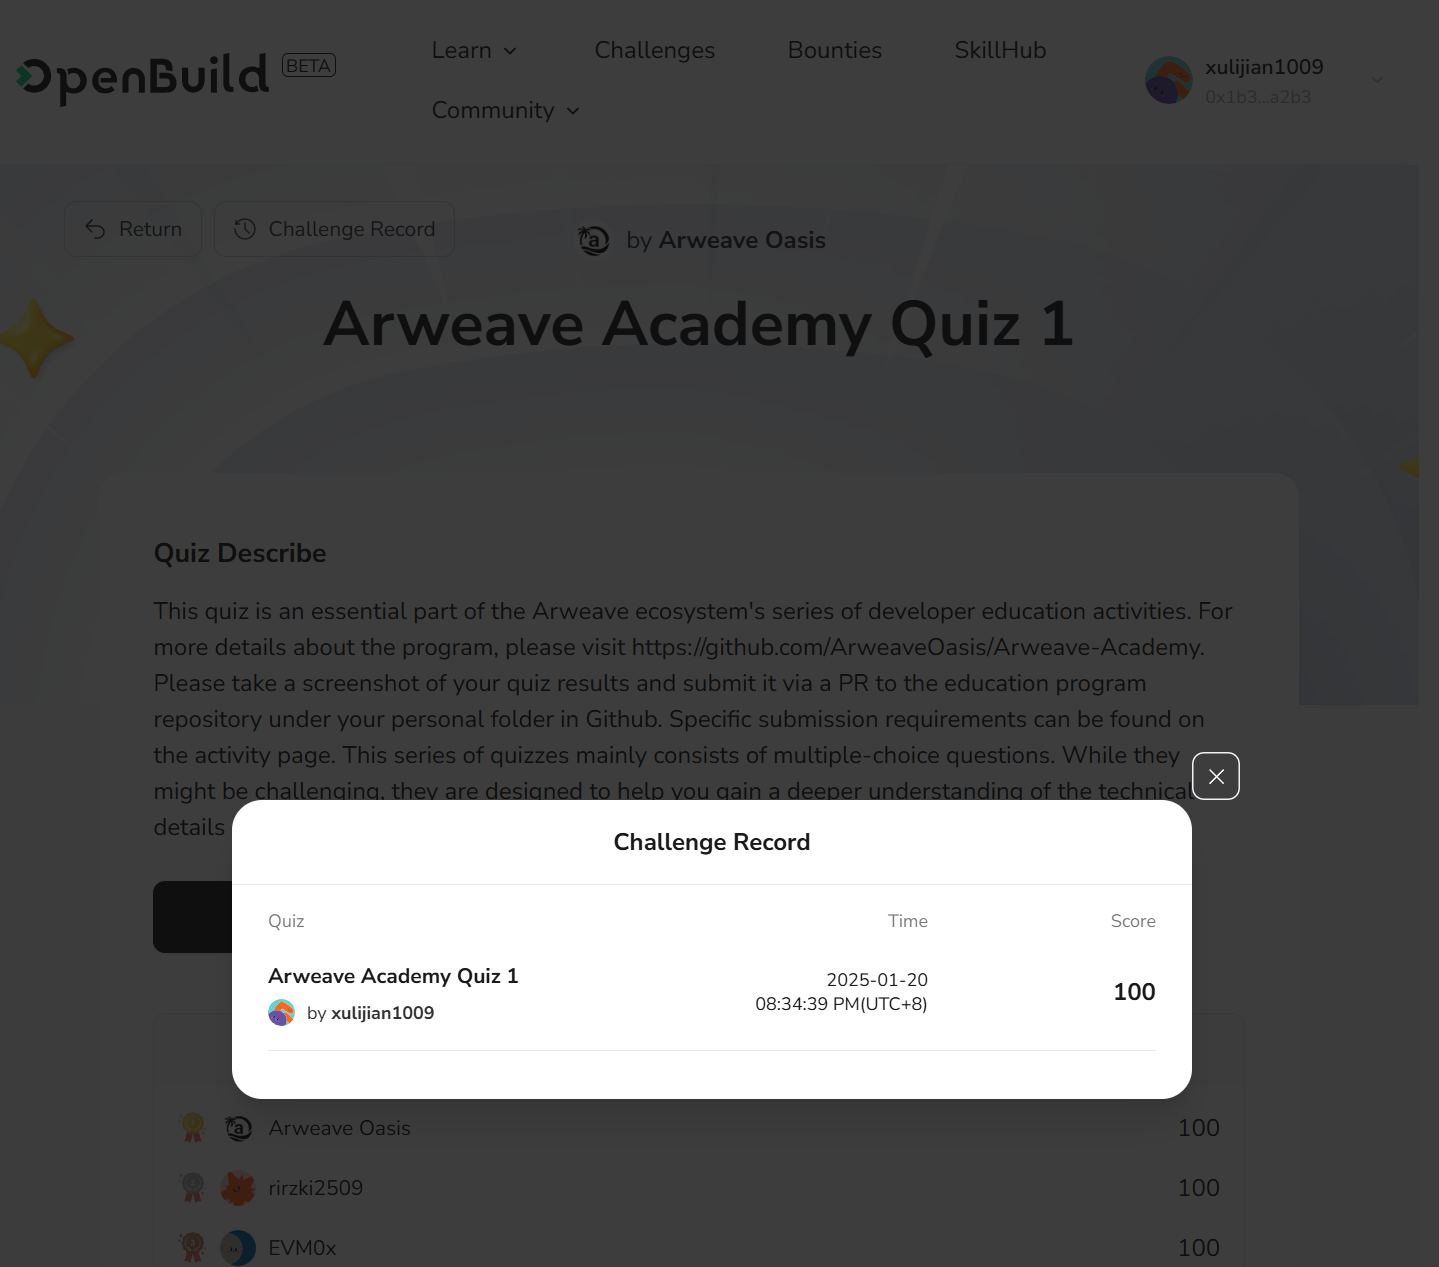 OpenBuild BETA
Learn
Challenges
Bounties
SkillHub
Community
xulijian1009
0x1b3...a2b3
Return
Challenge Record
by Arweave Oasis
Arweave Academy Quiz 1
Quiz Describe
This quiz is an essential part of the Arweave ecosystem's series of developer education activities. For
more details about the program, please visit https://github.com/ArweaveOasis/Arweave-Academy.
Please take a screenshot of your quiz results and submit it via a PR to the education program
repository under your personal folder in Github. Specific submission requirements can be found on
the activity page. This series of quizzes mainly consists of multiple-choice questions. While they
might be challenging, they are designed to help you gain a deeper understanding of the technical
details
Challenge Record
Quiz
Time
Score
Arweave Academy Quiz 1
by xulijian1009
2025-01-20
08:34:39 PM(UTC+8)
100
Arweave Oasis
100
rirzki2509
100
EVM0x
100